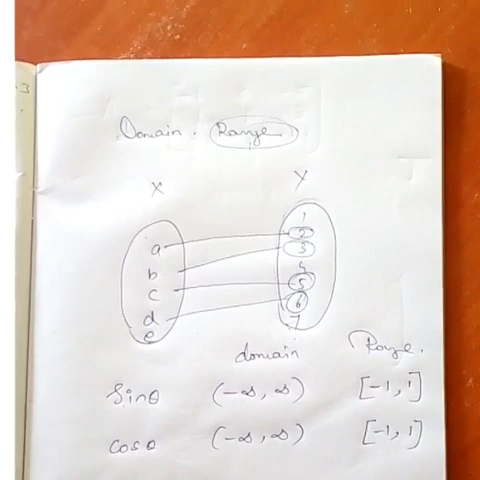 Domain. Range
X Y
1
2
a 3
b 4
c 5
d 6
e 7
domain Range.
Sinθ (-∞, ∞) [-1, 1]
cosθ (-∞, ∞) [-1, 1]